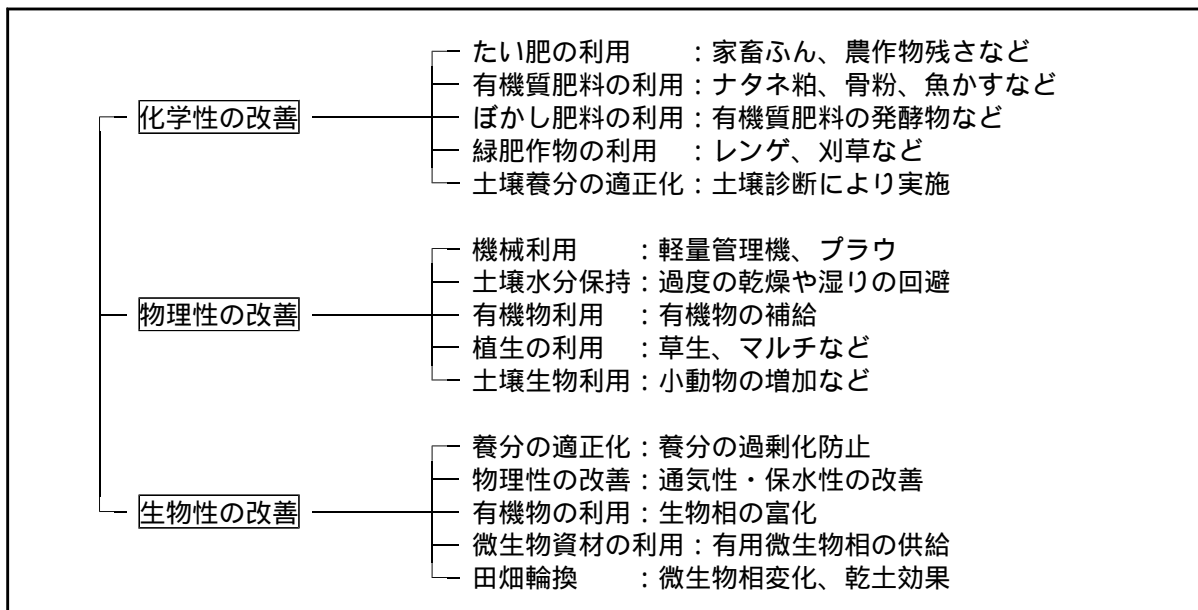 たい肥の利用　　：家畜ふん、農作物残さなど
有機質肥料の利用：ナタネ粕、骨粉、魚かすなど
化学性の改善　ぼかし肥料の利用：有機質肥料の発酵物など
緑肥作物の利用　：レンゲ、刈草など
土壌養分の適正化：土壌診断により実施
機械利用　　：軽量管理機、プラウ
土壌水分保持：過度の乾燥や湿りの回避
物理性の改善　有機物利用　：有機物の補給
植生の利用　：草生、マルチなど
土壌生物利用：小動物の増加など
養分の適正化：養分の過剰化防止
物理性の改善：通気性・保水性の改善
生物性の改善　有機物の利用：生物相の富化
微生物資材の利用：有用微生物相の供給
田畑輪換　　：微生物相変化、乾土効果